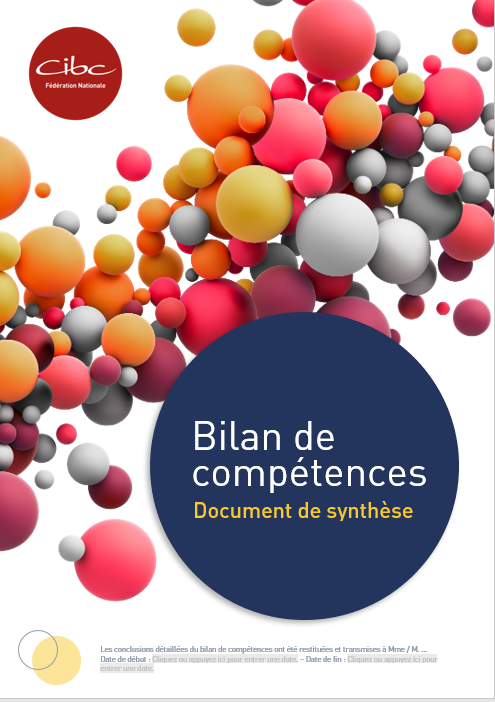 cibc
Fédération Nationale
Bilan de
compétences
Document de synthèse
Les conclusions détaillées du bilan de compétences ont été restituées et transmises à Mme / M. ...
Date de début : Cliquez ou appuyez ici pour entrer une date. – Date de fin : Cliquez ou appuyez ici pour
entrer une date.